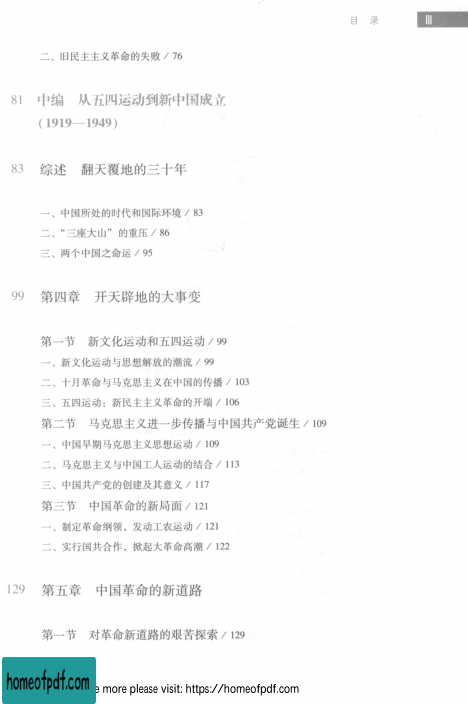 目 录
III
二、旧民主主义革命的失败 / 76
81 中编 从五四运动到新中国成立
(1919—1949)
83 综述 翻天覆地的三十年
一、中国所处的时代和国际环境 / 83
二、“三座大山”的重压 / 86
三、两个中国之命运 / 95
99 第四章 开天辟地的大事变
第一节 新文化运动和五四运动 / 99
一、新文化运动与思想解放的潮流 / 99
二、十月革命与马克思主义在中国的传播 / 103
三、五四运动：新民主主义革命的开端 / 106
第二节 马克思主义进一步传播与中国共产党诞生 / 109
一、中国早期马克思主义思想运动 / 109
二、马克思主义与中国工人运动的结合 / 113
三、中国共产党的创建及其意义 / 117
第三节 中国革命的新局面 / 121
一、制定革命纲领，发动工农运动 / 121
二、实行国共合作，掀起大革命高潮 / 122
129 第五章 中国革命的新道路
第一节 对革命新道路的艰苦探索 / 129
homeofpdf.com
e more please visit: https://homeofpdf.com